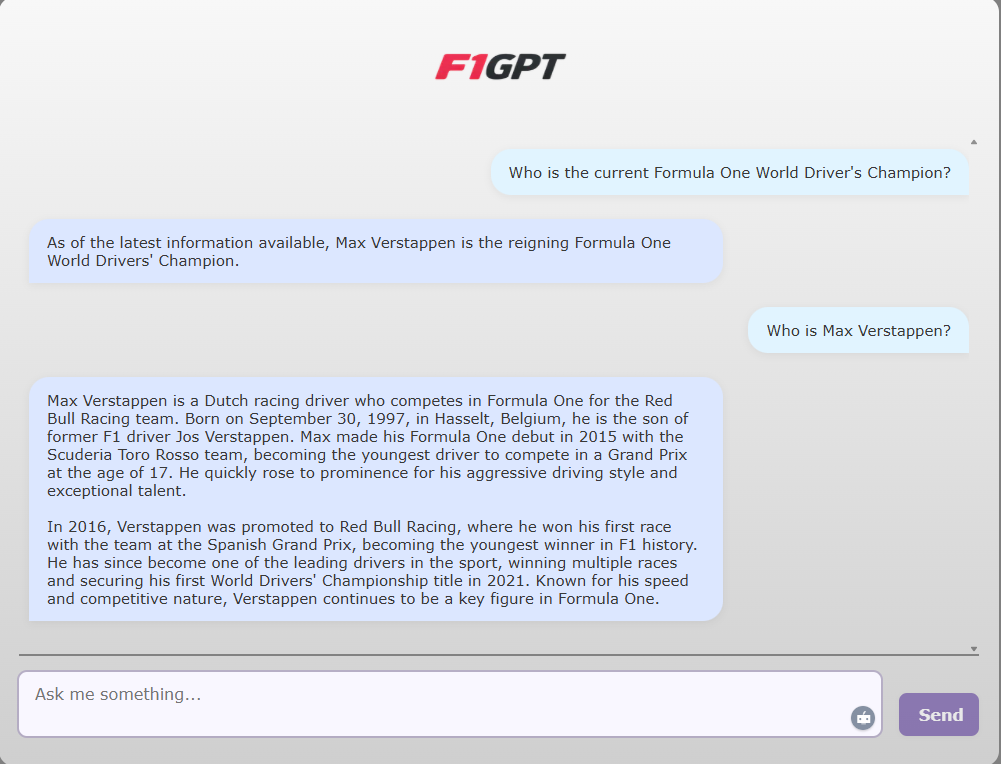 F1GPT
Who is the current Formula One World Driver's Champion?
As of the latest information available, Max Verstappen is the reigning Formula One
World Drivers' Champion.
Who is Max Verstappen?
Max Verstappen is a Dutch racing driver who competes in Formula One for the Red
Bull Racing team. Born on September 30, 1997, in Hasselt, Belgium, he is the son of
former F1 driver Jos Verstappen. Max made his Formula One debut in 2015 with the
Scuderia Toro Rosso team, becoming the youngest driver to compete in a Grand Prix
at the age of 17. He quickly rose to prominence for his aggressive driving style and
exceptional talent.
In 2016, Verstappen was promoted to Red Bull Racing, where he won his first race
with the team at the Spanish Grand Prix, becoming the youngest winner in F1 history.
He has since become one of the leading drivers in the sport, winning multiple races
and securing his first World Drivers' Championship title in 2021. Known for his speed
and competitive nature, Verstappen continues to be a key figure in Formula One.
Ask me something...
Send